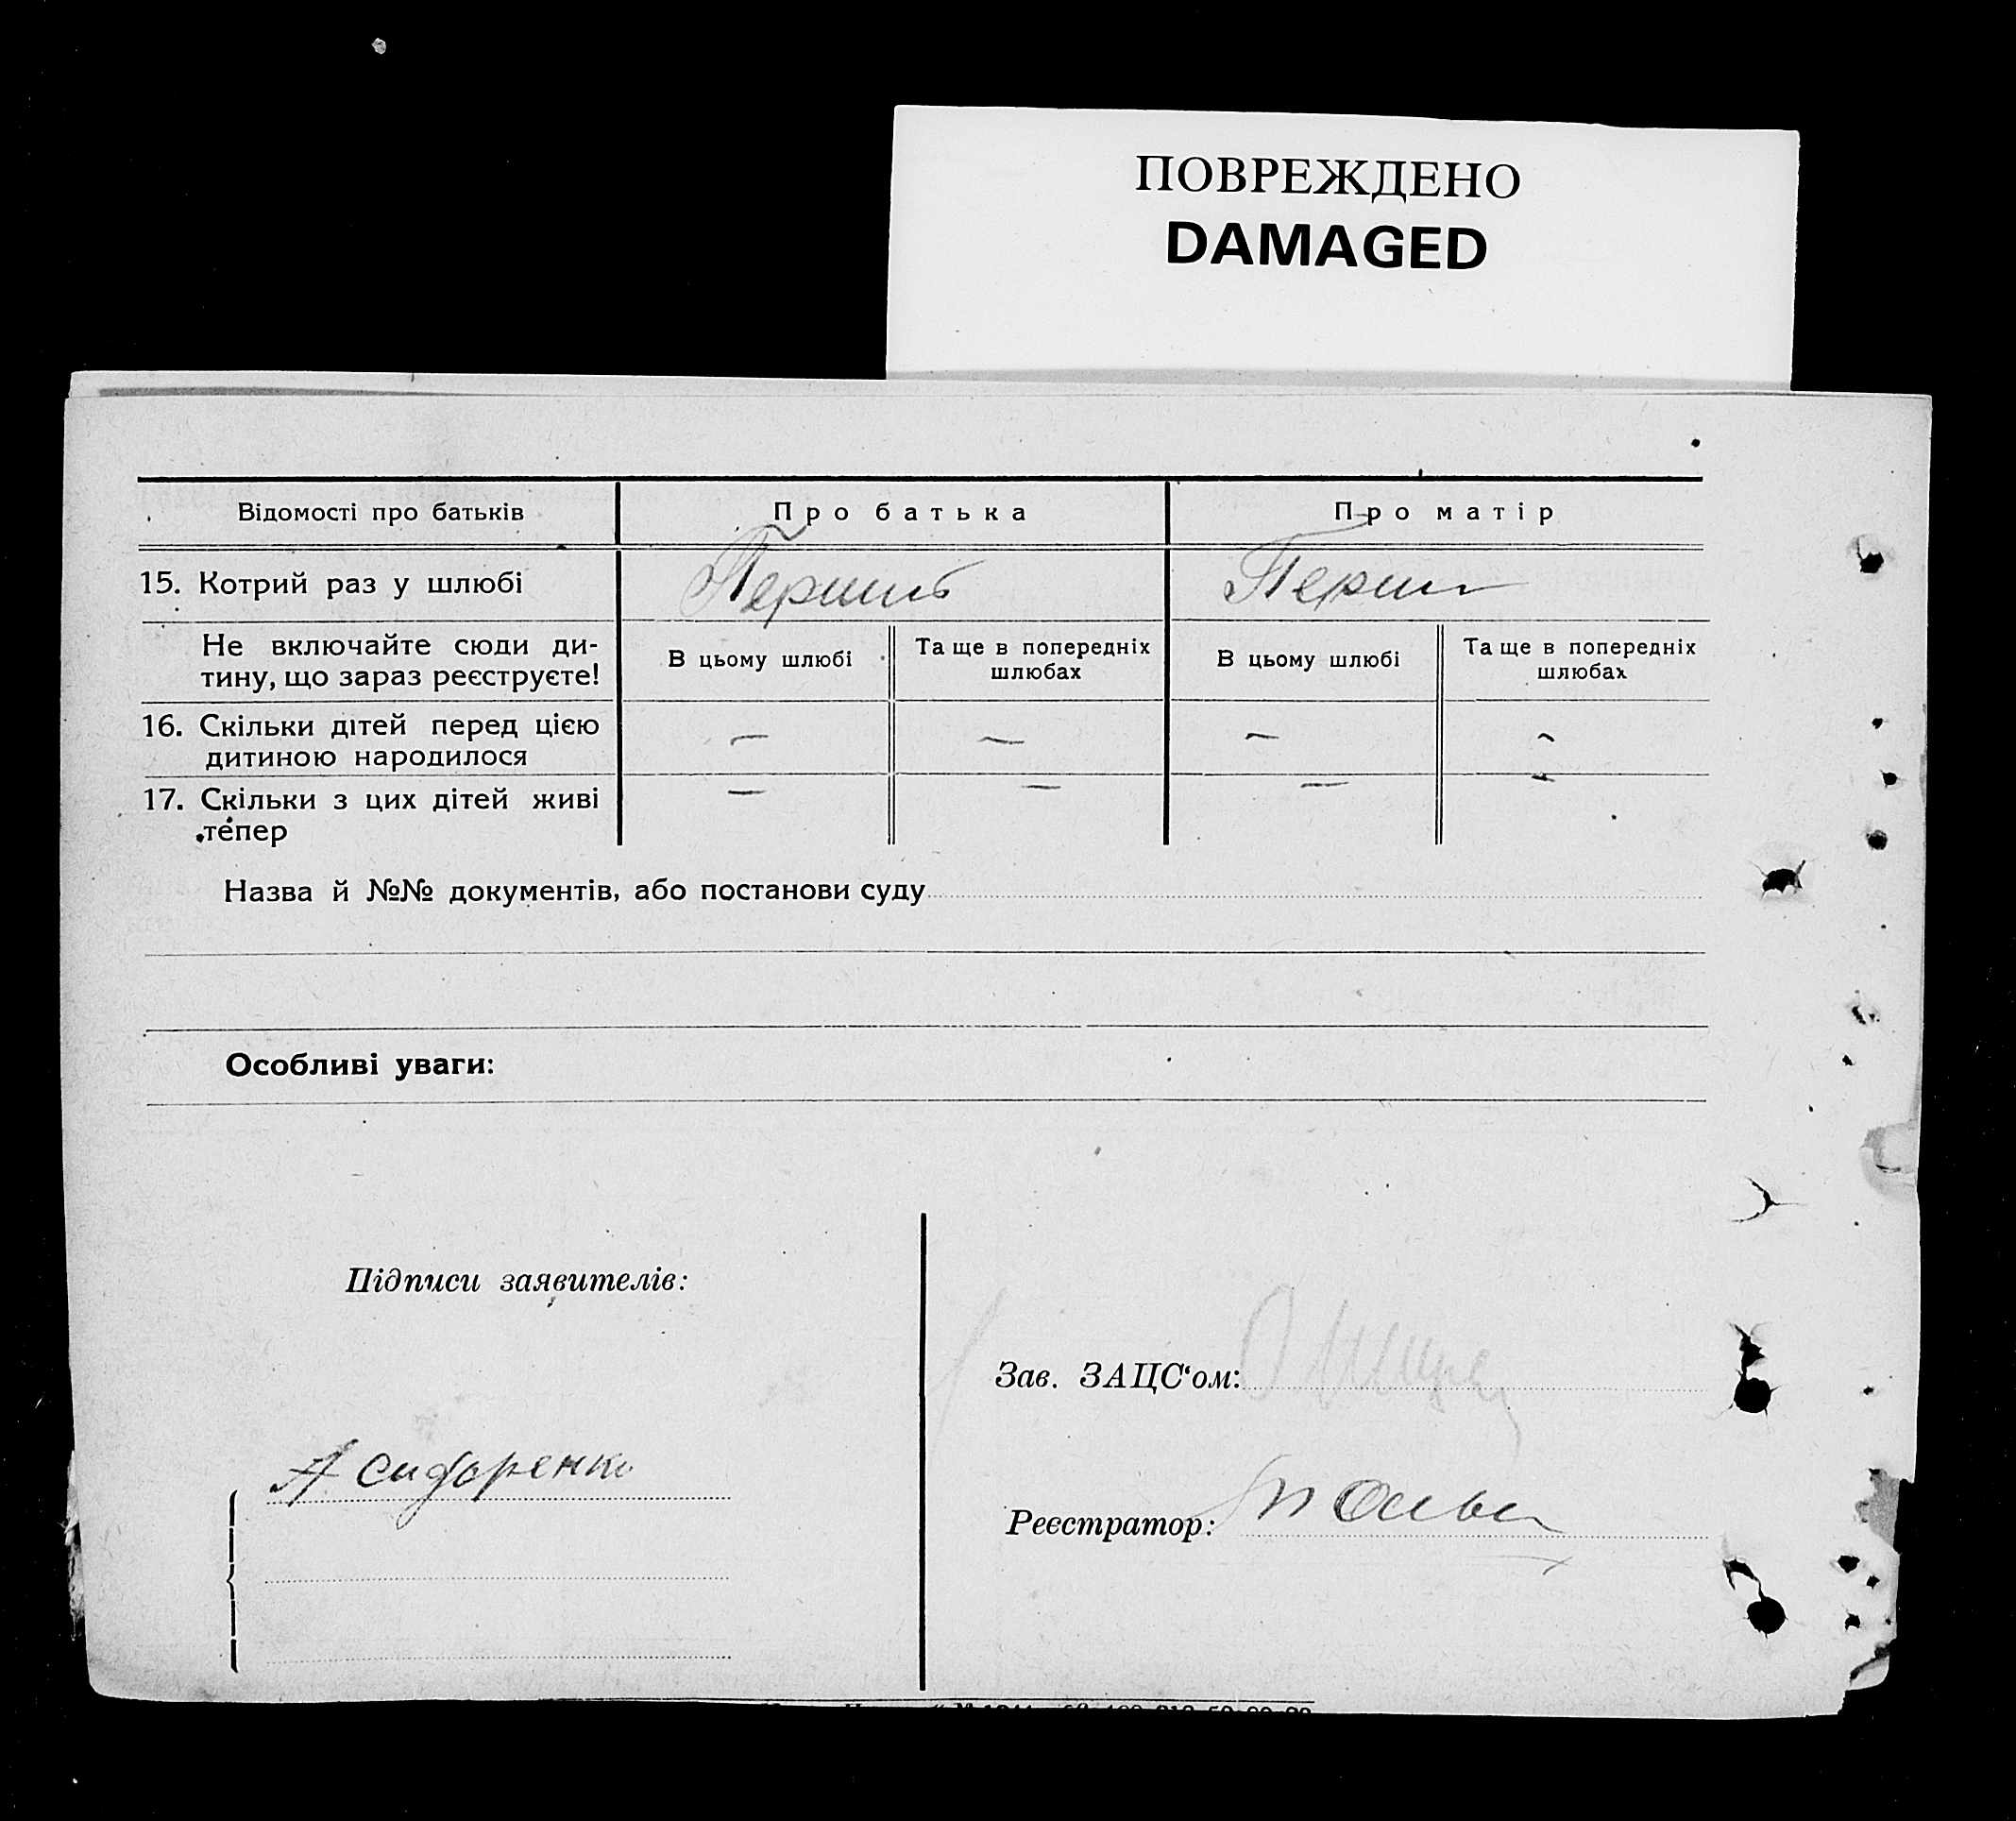 ПОВРЕЖДЕНО
DAMAGED
Відомості про батьків
Про батька
Про матір
15. Котрий раз у шлюбі
Перший
Перши
Не включайте сюди ди-
тину, що зараз реєструєте!
В цьому шлюбі
Та ще в попередніх
шлюбах
В цьому шлюбі
Та ще в попередніх
шлюбах
16. Скільки дітей перед цією
дитиною народилося
— — — —
17. Скільки з цих дітей живі
тепер
— — — —
Назва й №№ документів, або постанови суду
Особливі уваги:
Підписи заявителів:
А Сидоренко
Зав. ЗАЦС‘ом:
Реєстратор: